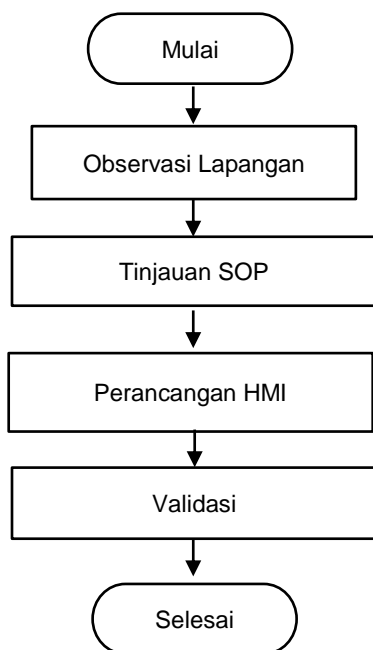 Mulai
Observasi Lapangan
Tinjauan SOP
Perancangan HMI
Validasi
Selesai